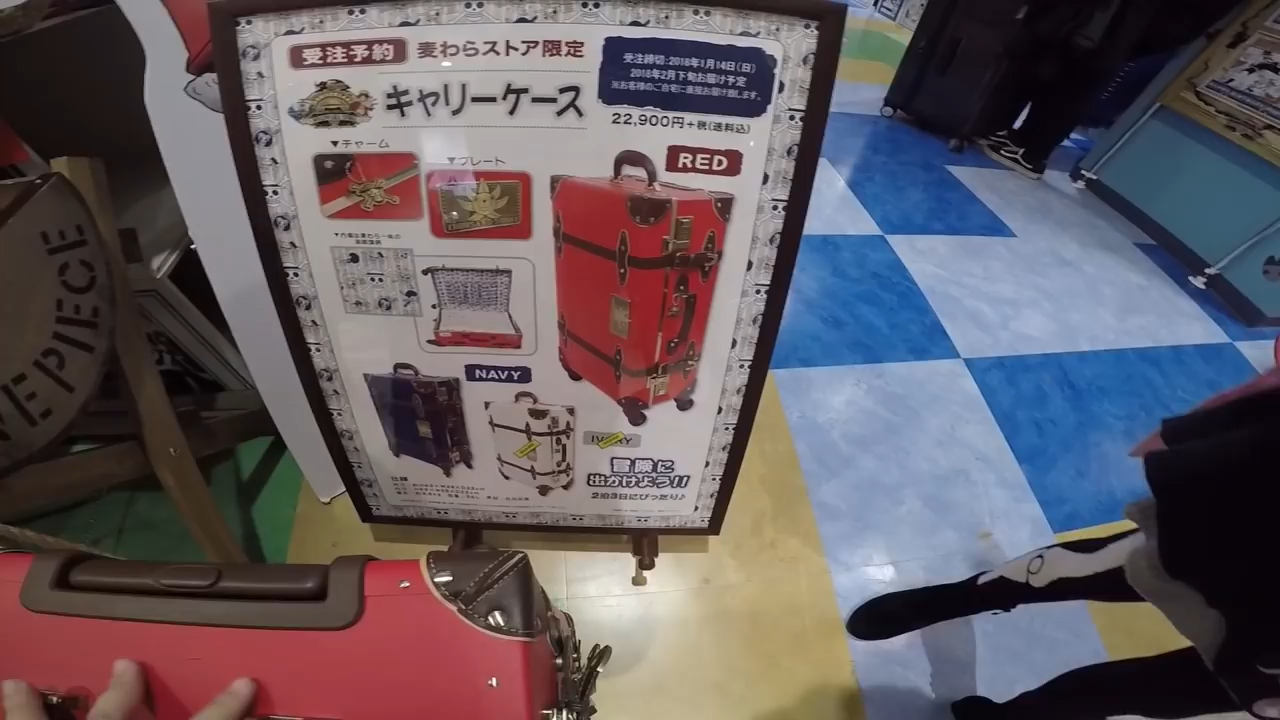 受注予約 麦わらストア限定
キャリーケース
受注締切:2018年1月14日(日)
2018年2月下旬お届け予定
※お客様のご自宅に直接お届け致します。
22,900円+税(送料込)
▼チャーム
▼プレート
RED
NAVY
冒険に
出かけよう!!
2泊3日にぴったり♪
仕様
PIECE